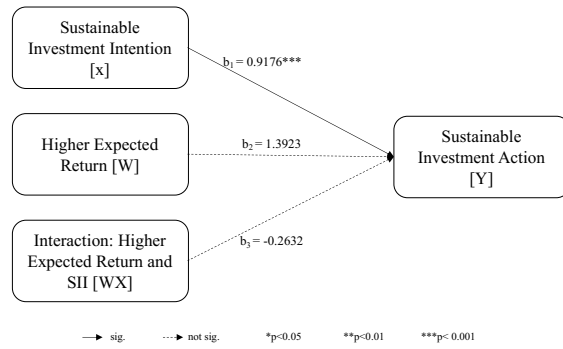 Sustainable
Investment Intention
[x]
b₁ = 0.9176***
Higher Expected
Return [W]
b₂ = 1.3923
Sustainable
Investment Action
[Y]
Interaction: Higher
Expected Return and
SII [WX]
b₃ = -0.2632
sig. not sig. *p<0.05 **p<0.01 ***p< 0.001